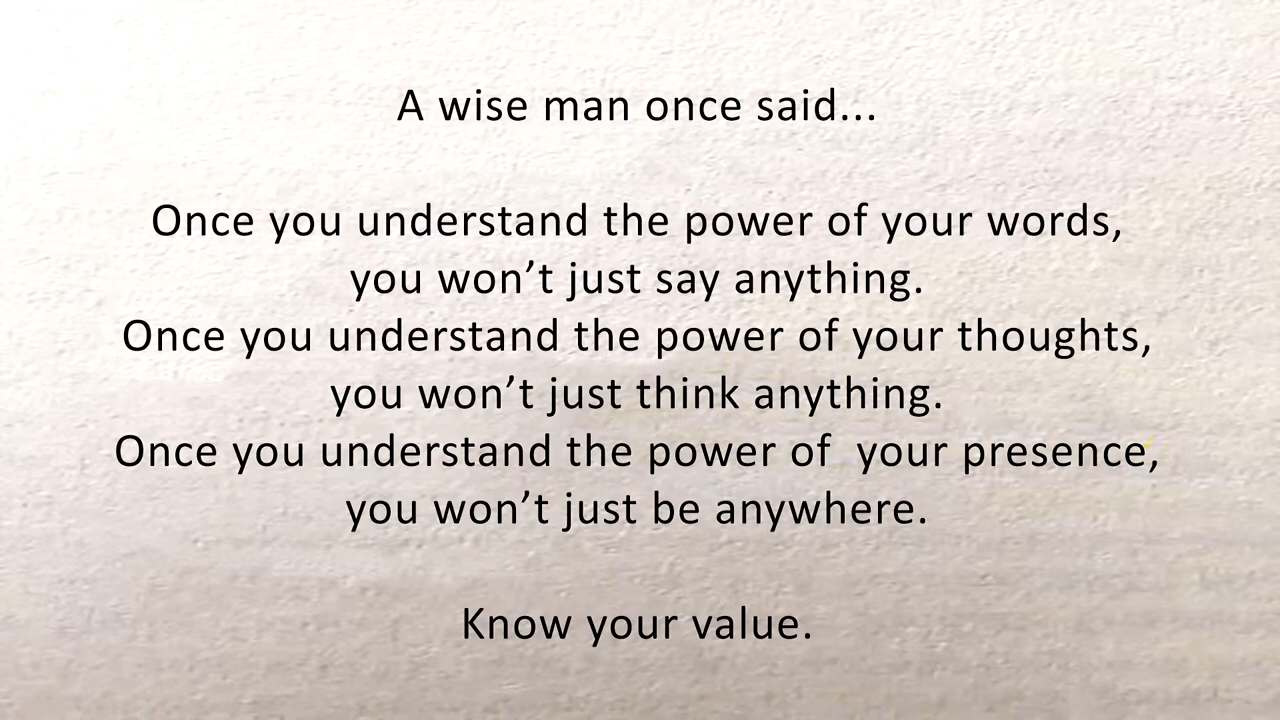 A wise man once said...
Once you understand the power of your words,
you won’t just say anything.
Once you understand the power of your thoughts,
you won’t just think anything.
Once you understand the power of  your presence,
you won’t just be anywhere.
Know your value.